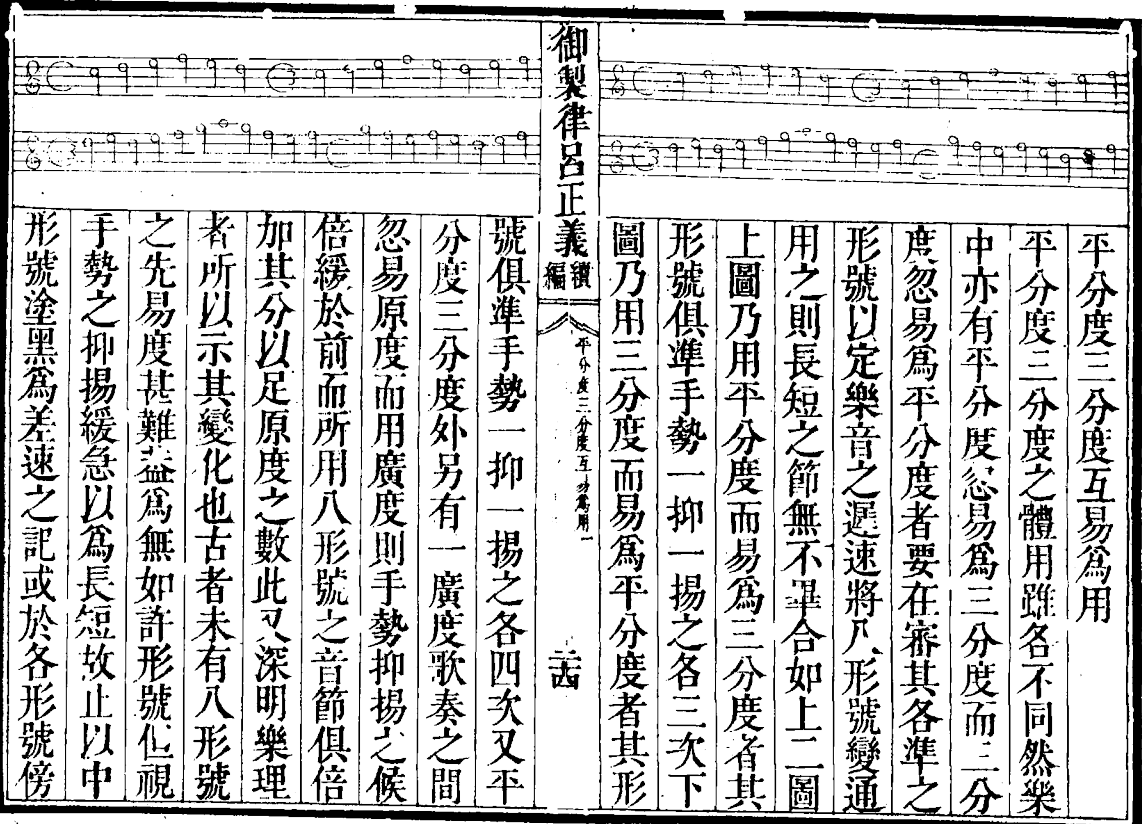 平分度三分度互易爲用
平分度三分度之體用雖各不同然樂
中亦有平分度忽易爲三分度而三分
度忽易爲平分度者要在審其各準之
形號以定樂音之遲速將八形號變通
用之則長短之節無不畢合如上二圖
上圖乃用平分度而易爲三分度者其
形號俱準手勢一抑一揚之各三次下
圖乃用三分度而易爲平分度者其形
御製律呂正義
續編
平分度三分度互易爲用
二十四
號俱準手勢一抑一揚之各四次又平
分度三分度外另有一廣度歌奏之間
忽易原度而用廣度則手勢抑揚之候
倍緩於前而所用八形號之音節俱倍
加其分以足原度之數此又深明樂理
者所以示其變化也古者未有八形號
之先易度甚難益爲無如許形號但視
手勢之抑揚緩急以爲長短故止以中
形號塗黑爲差速之記或於各形號傍